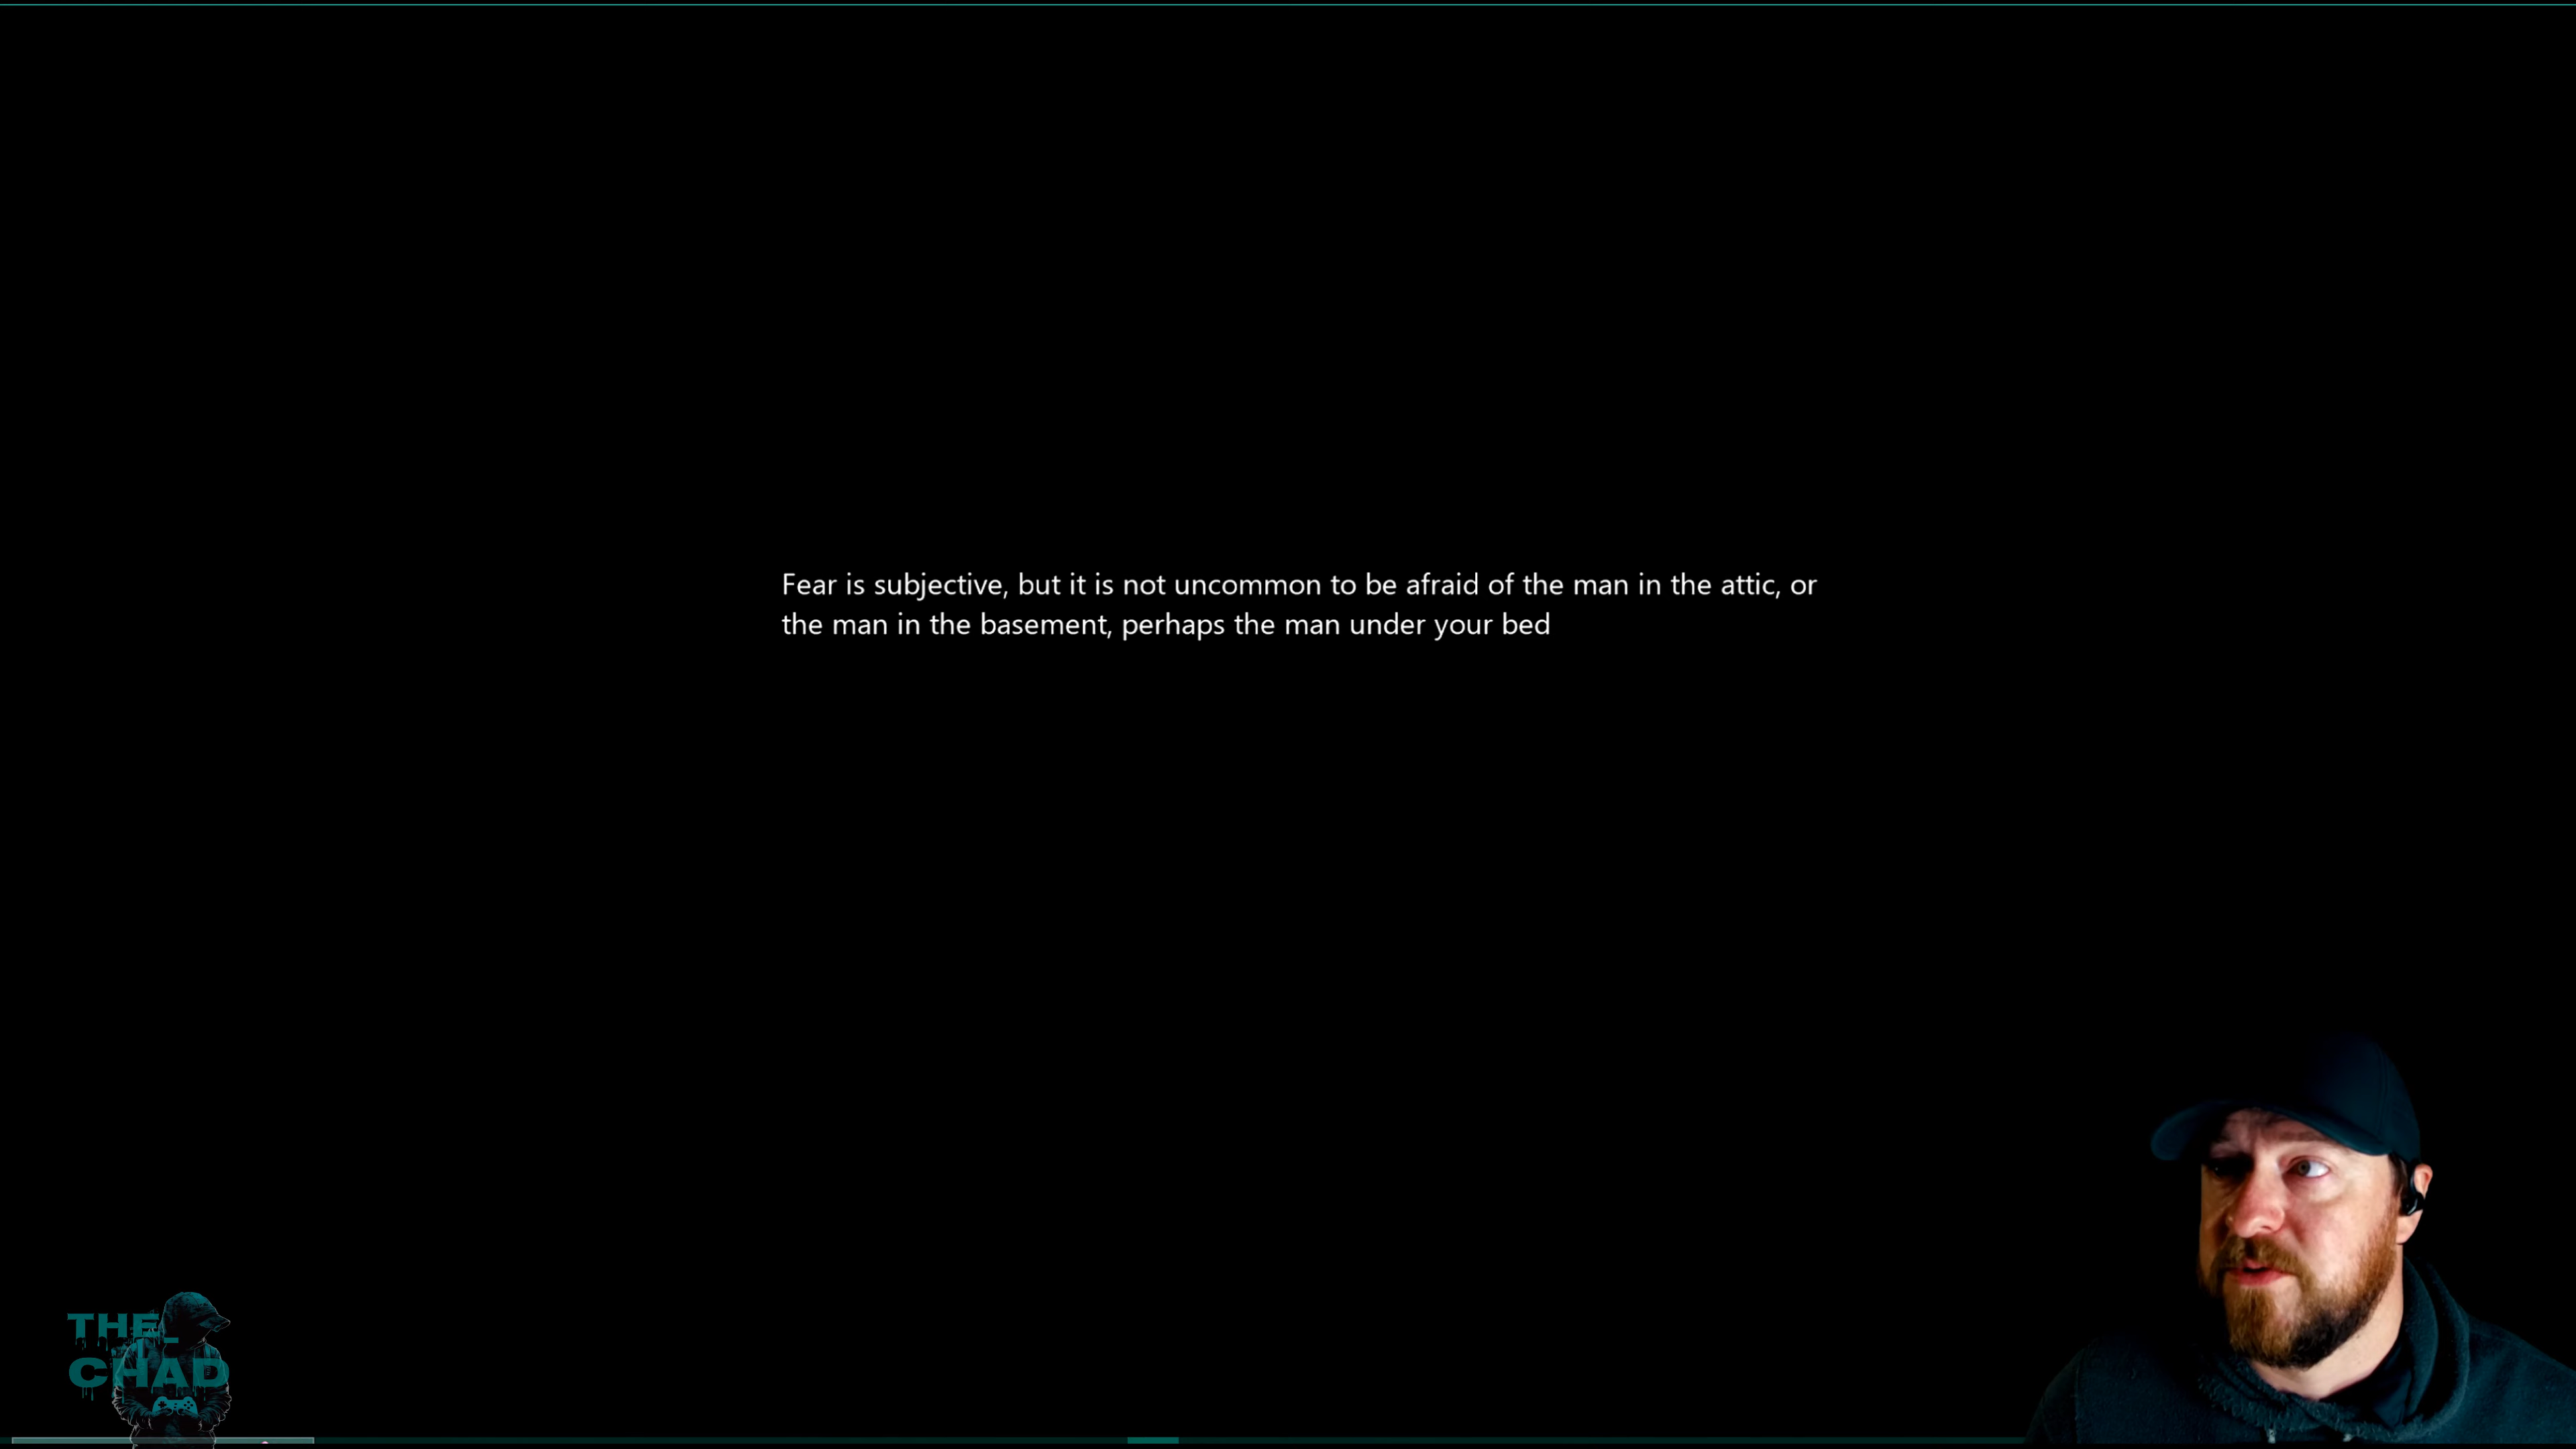 Fear is subjective, but it is not uncommon to be afraid of the man in the attic, or
the man in the basement, perhaps the man under your bed
THE_
CHAD